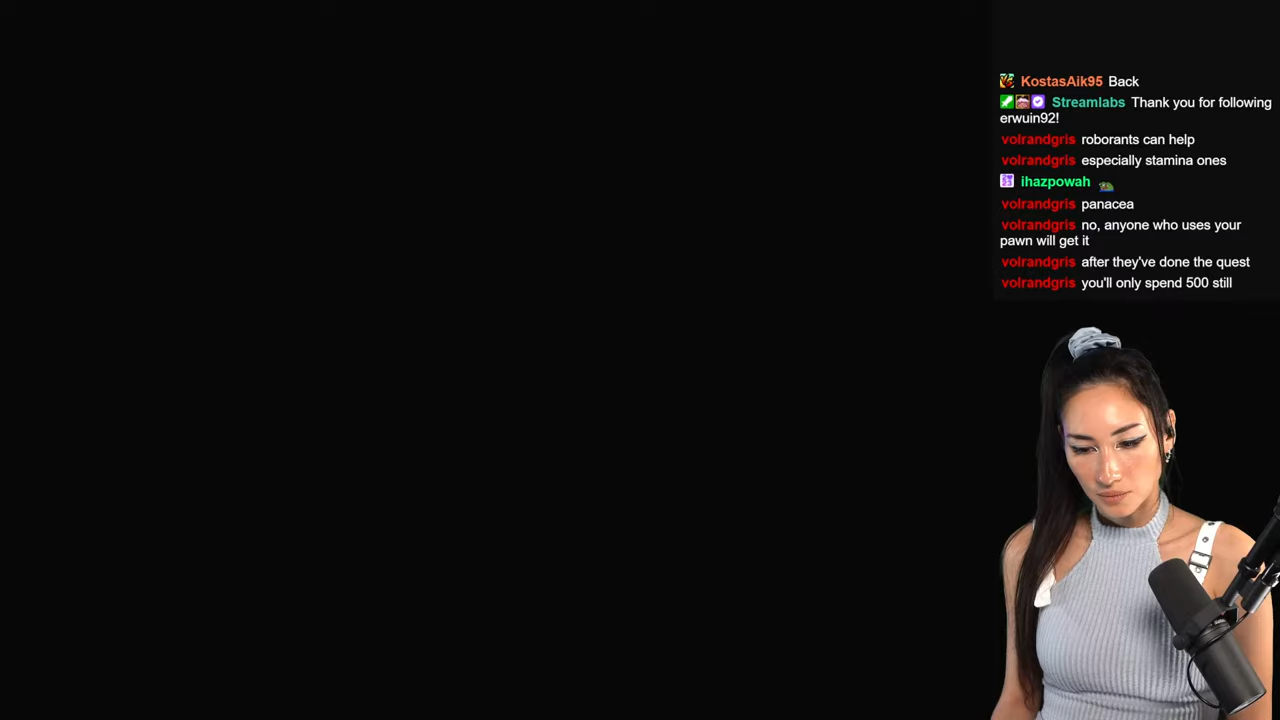 KostasAik95 Back
Streamlabs Thank you for following
erwuin92!
volrandgris roborants can help
volrandgris especially stamina ones
ihazpowah
volrandgris panacea
volrandgris no, anyone who uses your
pawn will get it
volrandgris after they've done the quest
volrandgris you'll only spend 500 still